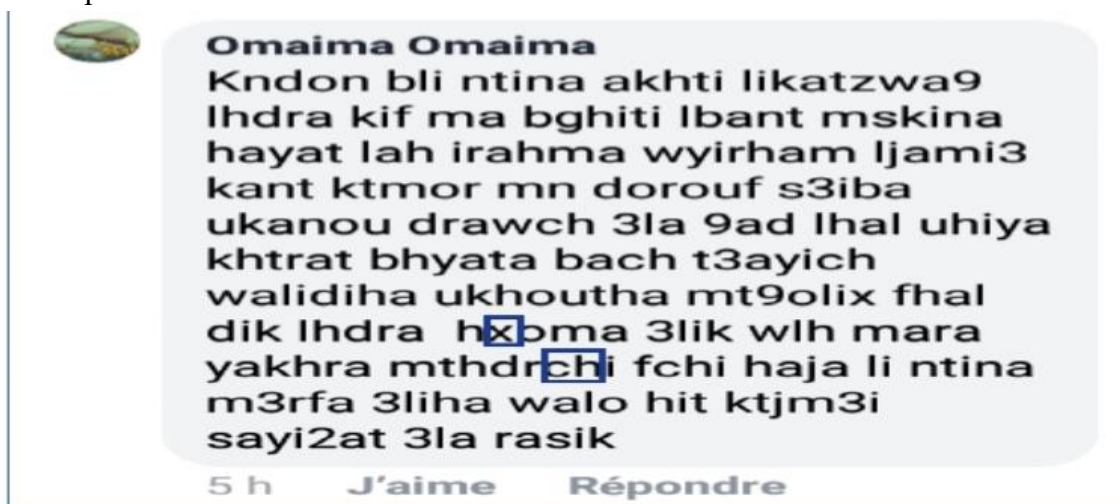 Omaima Omaima
Kndon bli ntina akhti likatzwa9
lhdra kif ma bghiti lbant mskina
hayat lah irahma wyirham ljami3
kant ktmor mn dorouf s3iba
ukanou drawch 3la 9ad lhal uhiya
khtrat bhyata bach t3ayich
walidiha ukhoutha mt9olix fhal
dik lhdra hxoma 3lik wlh mara
yakhra mthdrchi fchi haja li ntina
m3rfa 3liha walo hit ktjm3i
sayi2at 3la rasik
5 h J'aime Répondre